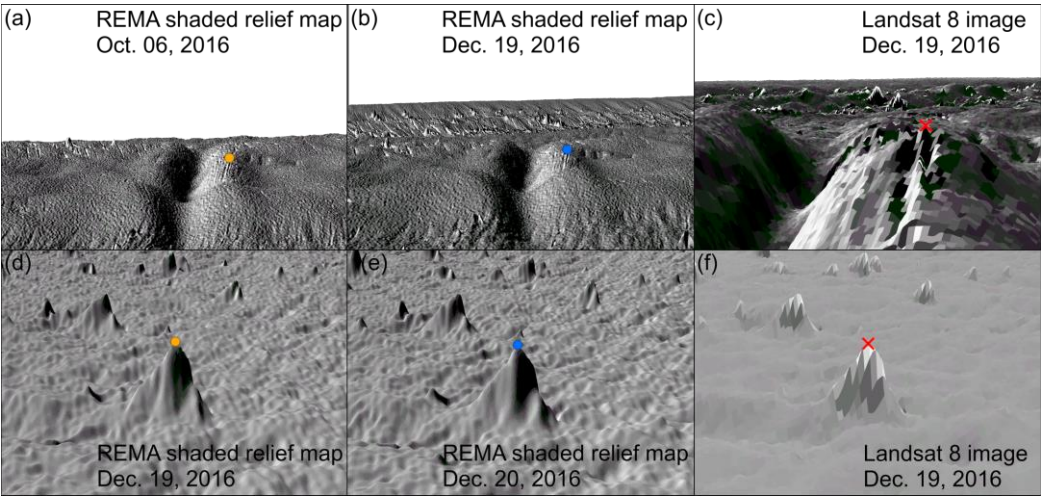 (a) REMA shaded relief map
Oct. 06, 2016
(b) REMA shaded relief map
Dec. 19, 2016
(c) Landsat 8 image
Dec. 19, 2016
(d)
REMA shaded relief map
Dec. 19, 2016
(e)
REMA shaded relief map
Dec. 20, 2016
(f)
Landsat 8 image
Dec. 19, 2016